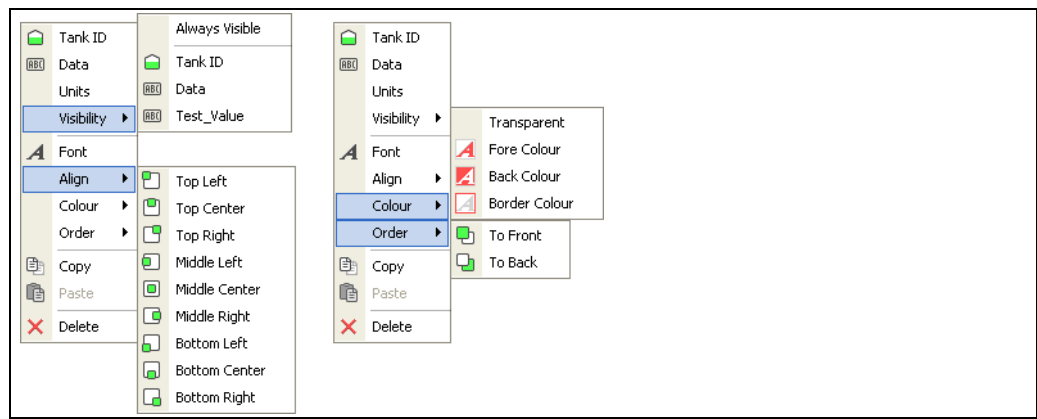 Tank ID
Data
Units
Visibility
Font
Align
Colour
Order
Copy
Paste
Delete
Always Visible
Tank ID
ABC Data
ABC Test_Value
Top Left
Top Center
Top Right
Middle Left
Middle Center
Middle Right
Bottom Left
Bottom Center
Bottom Right
Tank ID
Data
Units
Visibility
Font
Align
Colour
Order
Copy
Paste
Delete
Transparent
Fore Colour
Back Colour
Border Colour
To Front
To Back